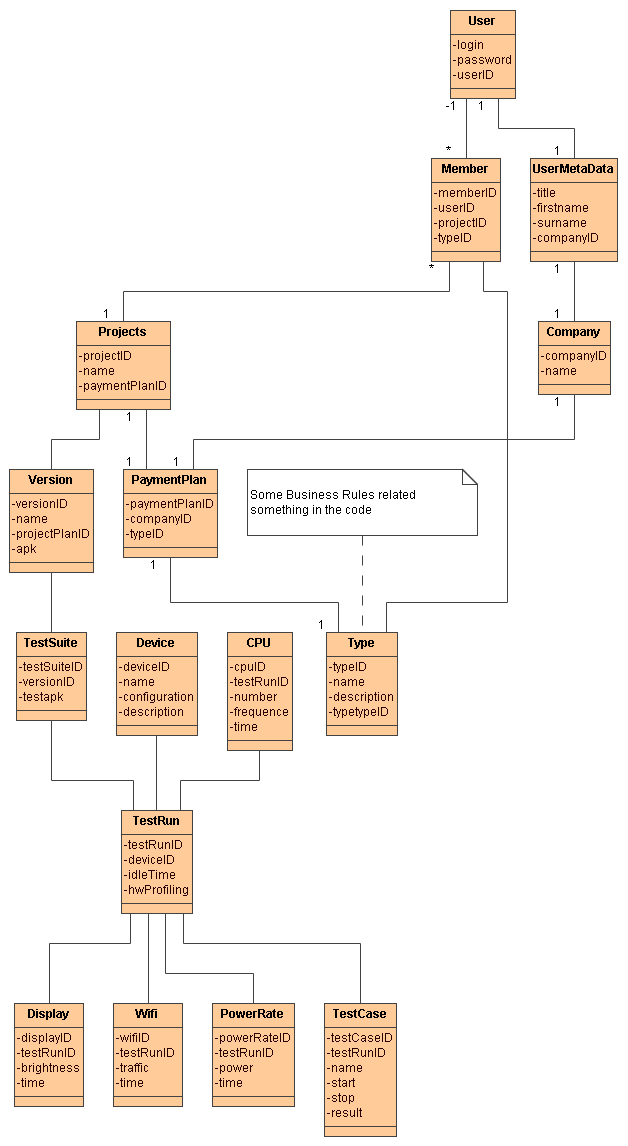 User
-login
-password
-userID
-1
1
*
1
Member
-memberID
-userID
-projectID
-typeID
UserMetaData
-title
-firstname
-surname
-companyID
*
1
1
1
Projects
-projectID
-name
-paymentPlanID
Company
-companyID
-name
1
1
1
1
Version
-versionID
-name
-projectPlanID
-apk
PaymentPlan
-paymentPlanID
-companyID
-typeID
Some Business Rules related
something in the code
1
1
TestSuite
-testSuiteID
-versionID
-testapk
Device
-deviceID
-name
-configuration
-description
CPU
-cpuID
-testRunID
-number
-frequence
-time
Type
-typeID
-name
-description
-typetypeID
TestRun
-testRunID
-deviceID
-idleTime
-hwProfiling
Display
-displayID
-testRunID
-brightness
-time
Wifi
-wifiID
-testRunID
-traffic
-time
PowerRate
-powerRateID
-testRunID
-power
-time
TestCase
-testCaseID
-testRunID
-name
-start
-stop
-result